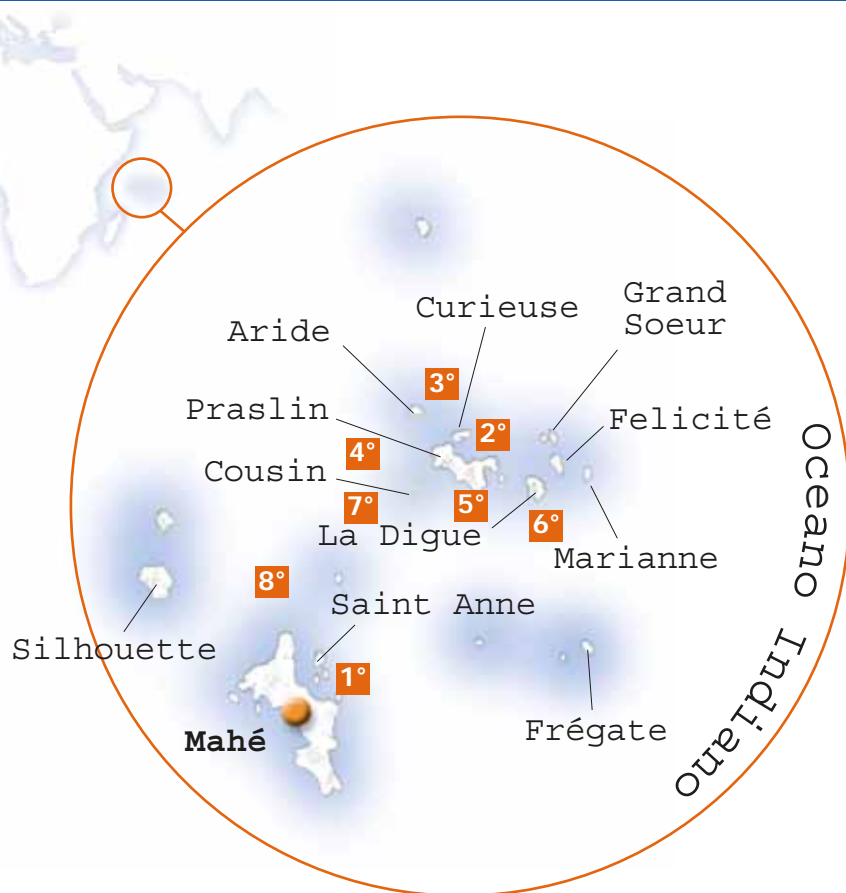 Grand
Soeur
Curieuse
Aride
3°
Praslin
2°
Felicité
4°
Cousin
7°
5°
La Digue
6°
Marianne
8°
Saint Anne
Silhouette
1°
Frégate
Mahé
Oceano Indiano